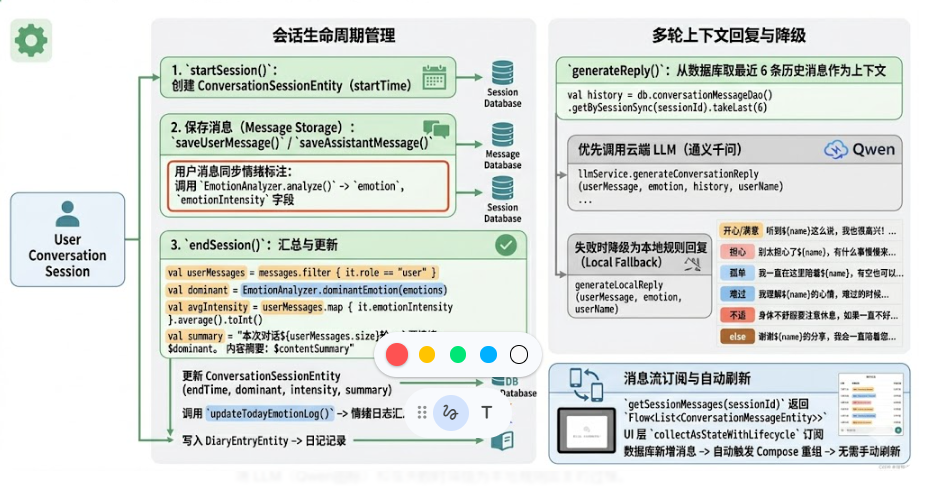 会话生命周期管理
1. `startSession()`:
创建 ConversationSessionEntity (startTime)
Session
Database
2. 保存消息（Message Storage）:
`saveUserMessage()` / `saveAssistantMessage()`
Message
Database
用户消息同步情绪标注:
调用 `EmotionAnalyzer.analyze()` -> `emotion`,
`emotionIntensity` 字段
Session
Database
User
Conversation
Session
3. `endSession()`: 汇总与更新
val userMessages = messages.filter { it.role == "user" }
val dominant = EmotionAnalyzer.dominantEmotion(emotions)
val avgIntensity = userMessages.map { it.emotionIntensity
}.average().toInt()
val summary = "本次对话${userMessages.size}
$dominant。 内容摘要: $contentSummary"
更新 ConversationSessionEntity
(endTime, dominant, intensity, summary)
DB
Database
调用 `updateTodayEmotionLog()` -> 情绪日志汇
写入 DiaryEntryEntity -> 日记记录
T
多轮上下文回复与降级
`generateReply()`: 从数据库取最近 6 条历史消息作为上下文
val history = db.conversationMessageDao()
.getBySessionSync(sessionId).takeLast(6)
优先调用云端 LLM（通义千问）
Qwen
llmService.generateConversationReply
(userMessage, emotion, history, userName)
...
失败时降级为本地规则回复
(Local Fallback)
generateLocalReply
(userMessage, emotion,
userName)
开心/满意 听到${name}这么说，我也很高兴！...
担心 别太担心了${name}，有什么事慢慢来...
孤单 我一直在这里陪着${name}，有空也可以...
难过 我理解${name}的心情，难过的时候...
不适 身体不舒服要注意休息，如果一直不好...
else 谢谢${name}的分享，我会一直陪着您...
消息流订阅与自动刷新
`getSessionMessages(sessionId)` 返回
`Flow<List<ConversationMessageEntity>>`
UI 层 `collectAsStateWithLifecycle` 订阅
数据库新增消息 -> 自动触发 Compose 重组 -> 无需手动刷新